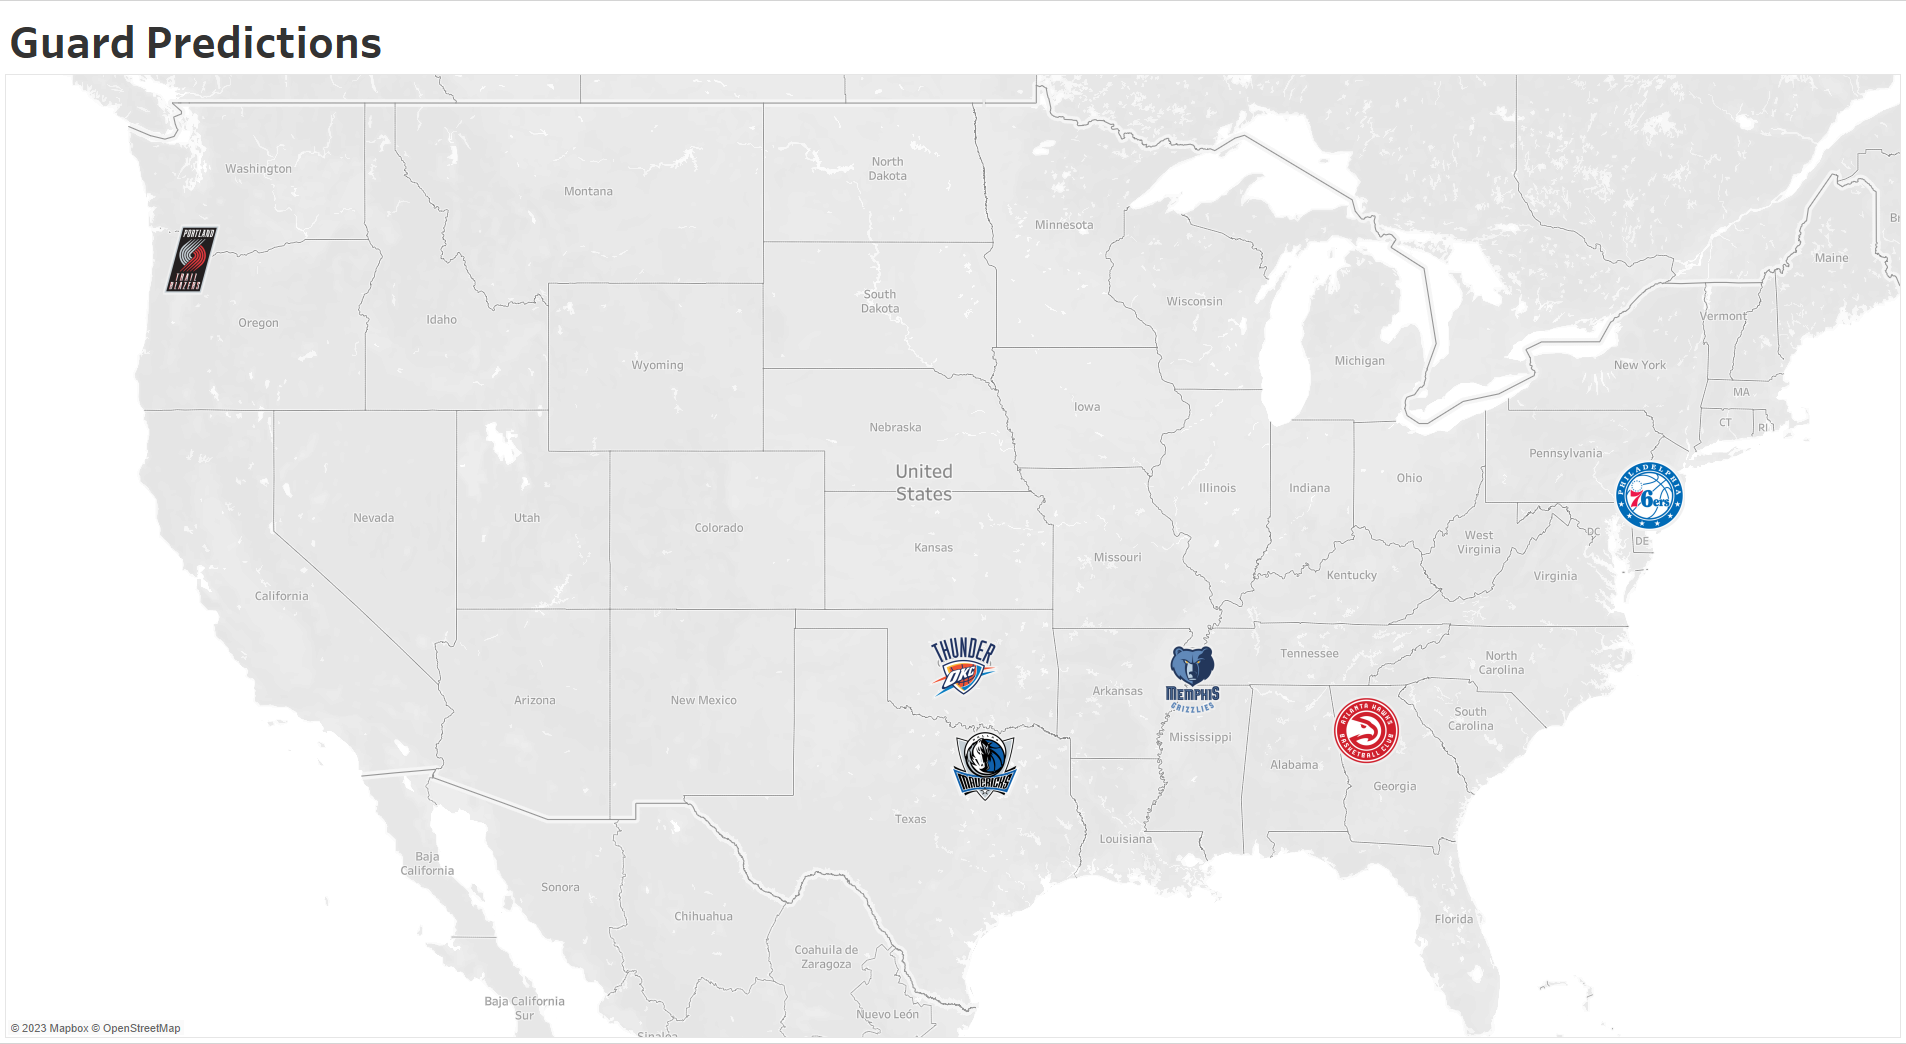 Guard Predictions
Washington
Montana
North
Dakota
Minnesota
Maine
Br
PORTLAND
TRAIL
BLAZERS
Oregon
Idaho
South
Dakota
Wisconsin
Vermont
Wyoming
Michigan
New York
MA
Iowa
CT
RI
Nebraska
Pennsylvania
United
States
Illinois
Indiana
Ohio
PHILADELPHIA
76ers
Nevada
Utah
Colorado
Kansas
Missouri
West
Virginia
DC
DE
California
Kentucky
Virginia
THUNDER
OKC
Tennessee
North
Carolina
Arizona
New Mexico
Arkansas
MEMPHIS
GRIZZLIES
South
Carolina
ATLANTA HAWKS
BASKETBALL CLUB
Mississippi
Alabama
Georgia
MAVERICKS
Texas
Louisiana
Baja
California
Sonora
Chihuahua
Florida
Coahuila de
Zaragoza
Baja California
Sur
Nuevo León
Sinaloa
© 2023 Mapbox © OpenStreetMap